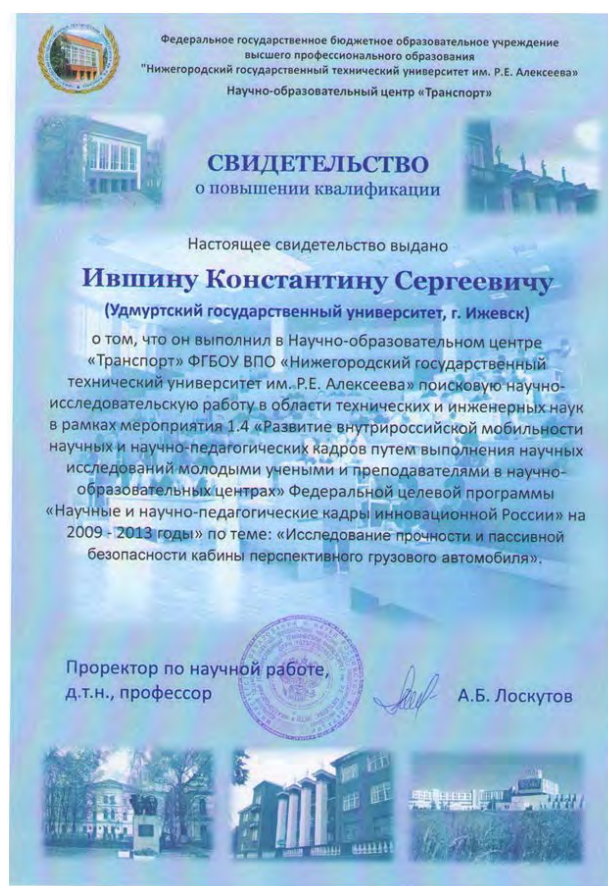 Федеральное государственное бюджетное образовательное учреждение
высшего профессионального образования
"Нижегородский государственный технический университет им. Р.Е. Алексеева»
Научно-образовательный центр «Транспорт»
СВИДЕТЕЛЬСТВО
о повышении квалификации
Настоящее свидетельство выдано
Ившину Константину Сергеевичу
(Удмуртский государственный университет, г. Ижевск)
о том, что он выполнил в Научно-образовательном центре
«Транспорт» ФГБОУ ВПО «Нижегородский государственный
технический университет им. Р.Е. Алексеева» поисковую научно-
исследовательскую работу в области технических и инженерных наук
в рамках мероприятия 1.4 «Развитие внутрироссийской мобильности
научных и научно-педагогических кадров путем выполнения научных
исследований молодыми учеными и преподавателями в научно-
образовательных центрах» Федеральной целевой программы
«Научные и научно-педагогические кадры инновационной России» на
2009 - 2013 годы» по теме: «Исследование прочности и пассивной
безопасности кабины перспективного грузового автомобиля».
Проректор по научной работе,
д.т.н., профессор
А.Б. Лоскутов